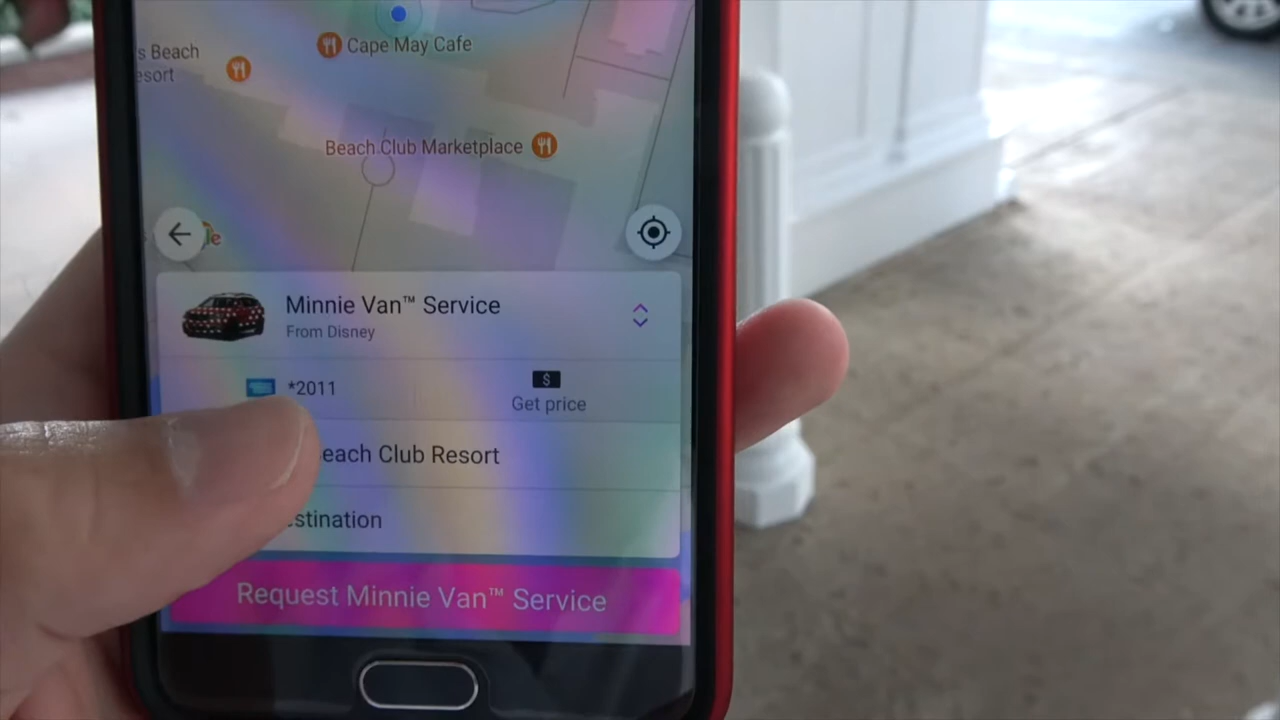 s Beach
esort
Cape May Cafe
Beach Club Marketplace
le
Minnie Van™ Service
From Disney
*2011
$
Get price
each Club Resort
estination
Request Minnie Van™ Service